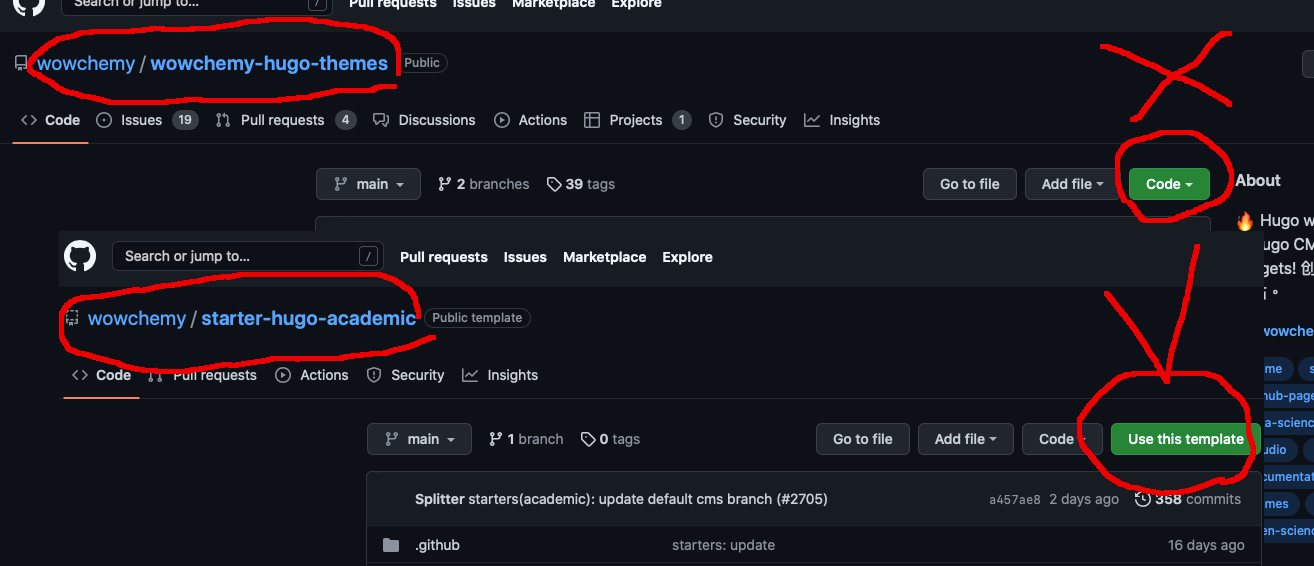 Search or jump to... /
Pull requests Issues Marketplace Explore
wowchemy / wowchemy-hugo-themes Public
Code Issues 19 Pull requests 4 Discussions Actions Projects 1 Security Insights
main 2 branches 39 tags Go to file Add file Code
About
🔥 Hugo w
ugo CM
gets! 创
Search or jump to... / Pull requests Issues Marketplace Explore
wowchemy / starter-hugo-academic Public template
wowche
Code Pull requests Actions Security Insights
me s
hub-page
a-scienc
main 1 branch 0 tags Go to file Add file Code Use this template
udio
cumentat
Splitter starters(academic): update default cms branch (#2705) a457ae8 2 days ago 358 commits
mes
en-scienc
.github starters: update 16 days ago